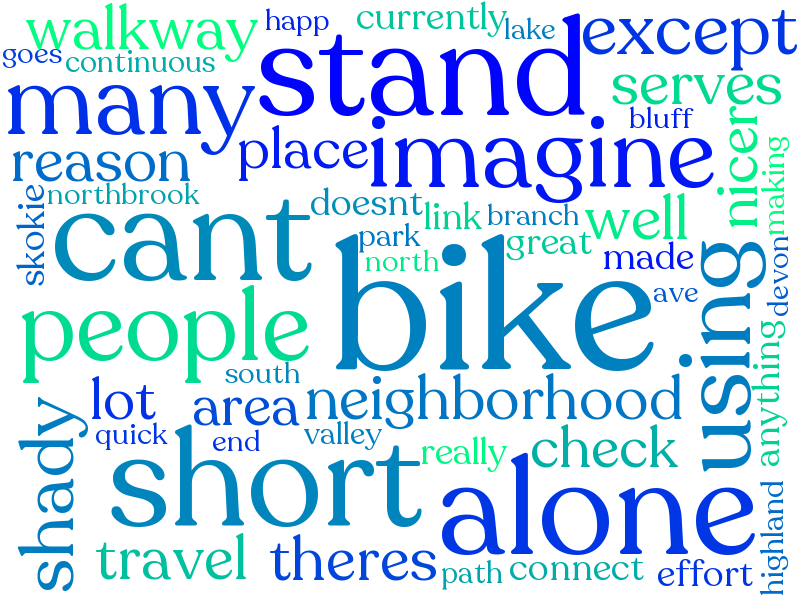 walkway
happ
currently
lake
except
goes
continuous
stand
serves
many
bluff
reason
place
imagine
nicer
making
skokie
northbrook
cant
doesnt
link
branch
well
park
great
north
made
devon
bike
ave
people
using
anything
south
lot
area
neighborhood
quick
end
valley
shady
short
really
check
alone
highland
travel
theres
path
connect
effort